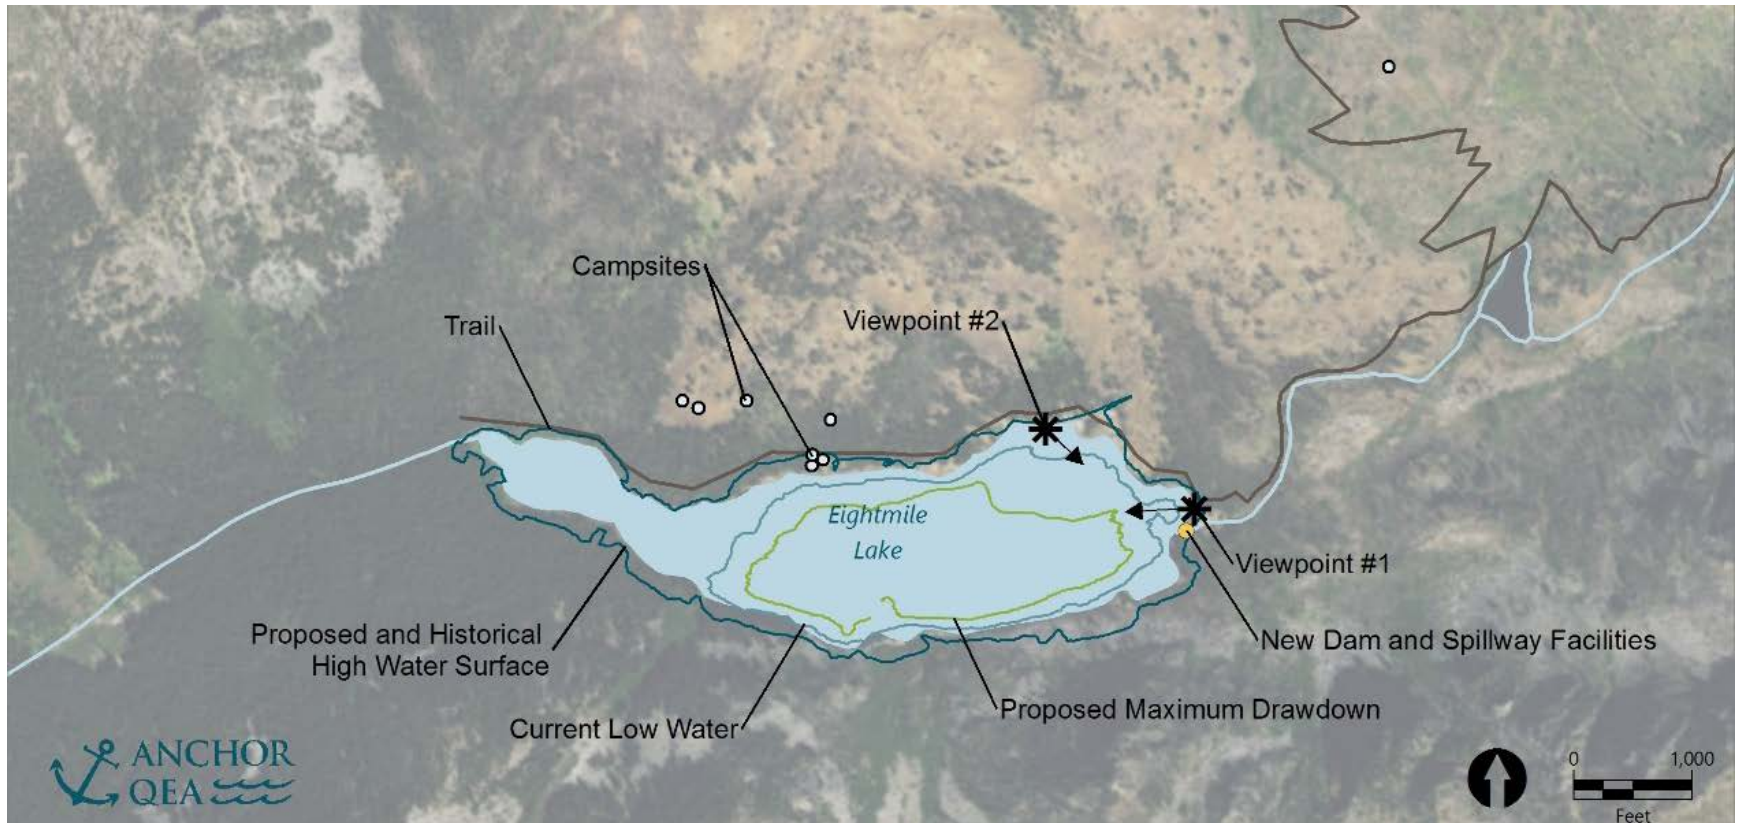 Campsites
Trail
Viewpoint #2
Eightmile
Lake
Viewpoint #1
Proposed and Historical
High Water Surface
New Dam and Spillway Facilities
Proposed Maximum Drawdown
Current Low Water
ANCHOR
QEA
0 1,000
Feet